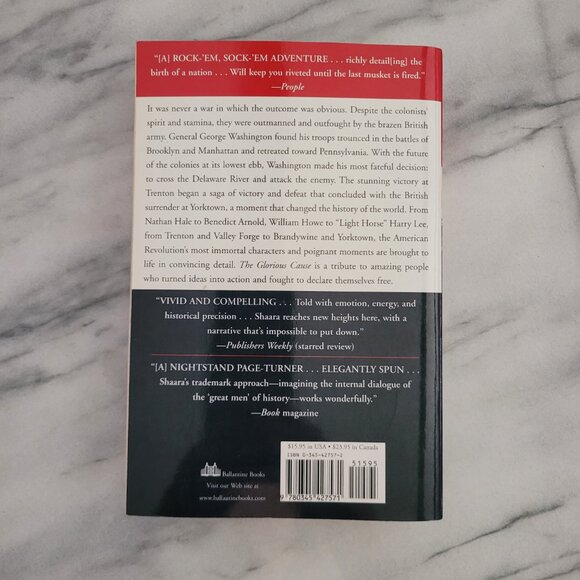 "[A] ROCK-'EM, SOCK-'EM ADVENTURE . . . richly detail[ing] the
birth of a nation . . . Will keep you riveted until the last musket is fired."
—People
It was never a war in which the outcome was obvious. Despite the colonists'
spirit and stamina, they were outmanned and outfought by the brazen British
army. General George Washington found his troops trounced in the battles of
Brooklyn and Manhattan and retreated toward Pennsylvania. With the future
of the colonies at its lowest ebb, Washington made his most fateful decision:
to cross the Delaware River and attack the enemy. The stunning victory at
Trenton began a saga of victory and defeat that concluded with the British
surrender at Yorktown, a moment that changed the history of the world. From
Nathan Hale to Benedict Arnold, William Howe to "Light Horse" Harry Lee,
from Trenton and Valley Forge to Brandywine and Yorktown, the American
Revolution's most immortal characters and poignant moments are brought to
life in convincing detail. The Glorious Cause is a tribute to amazing people
who turned ideas into action and fought to declare themselves free.
"VIVID AND COMPELLING . . . Told with emotion, energy, and
historical precision . . . Shaara reaches new heights here, with a
narrative that's impossible to put down."
—Publishers Weekly (starred review)
"[A] NIGHTSTAND PAGE-TURNER . . . ELEGANTLY SPUN . . .
Shaara's trademark approach—imagining the internal dialogue of
the 'great men' of history—works wonderfully."
—Book magazine
Ballantine Books
Visit our Web site at
www.ballantinebooks.com
$15.95 in USA • $23.95 in Canada
ISBN 0-345-42757-2
51595
9 780345 427571